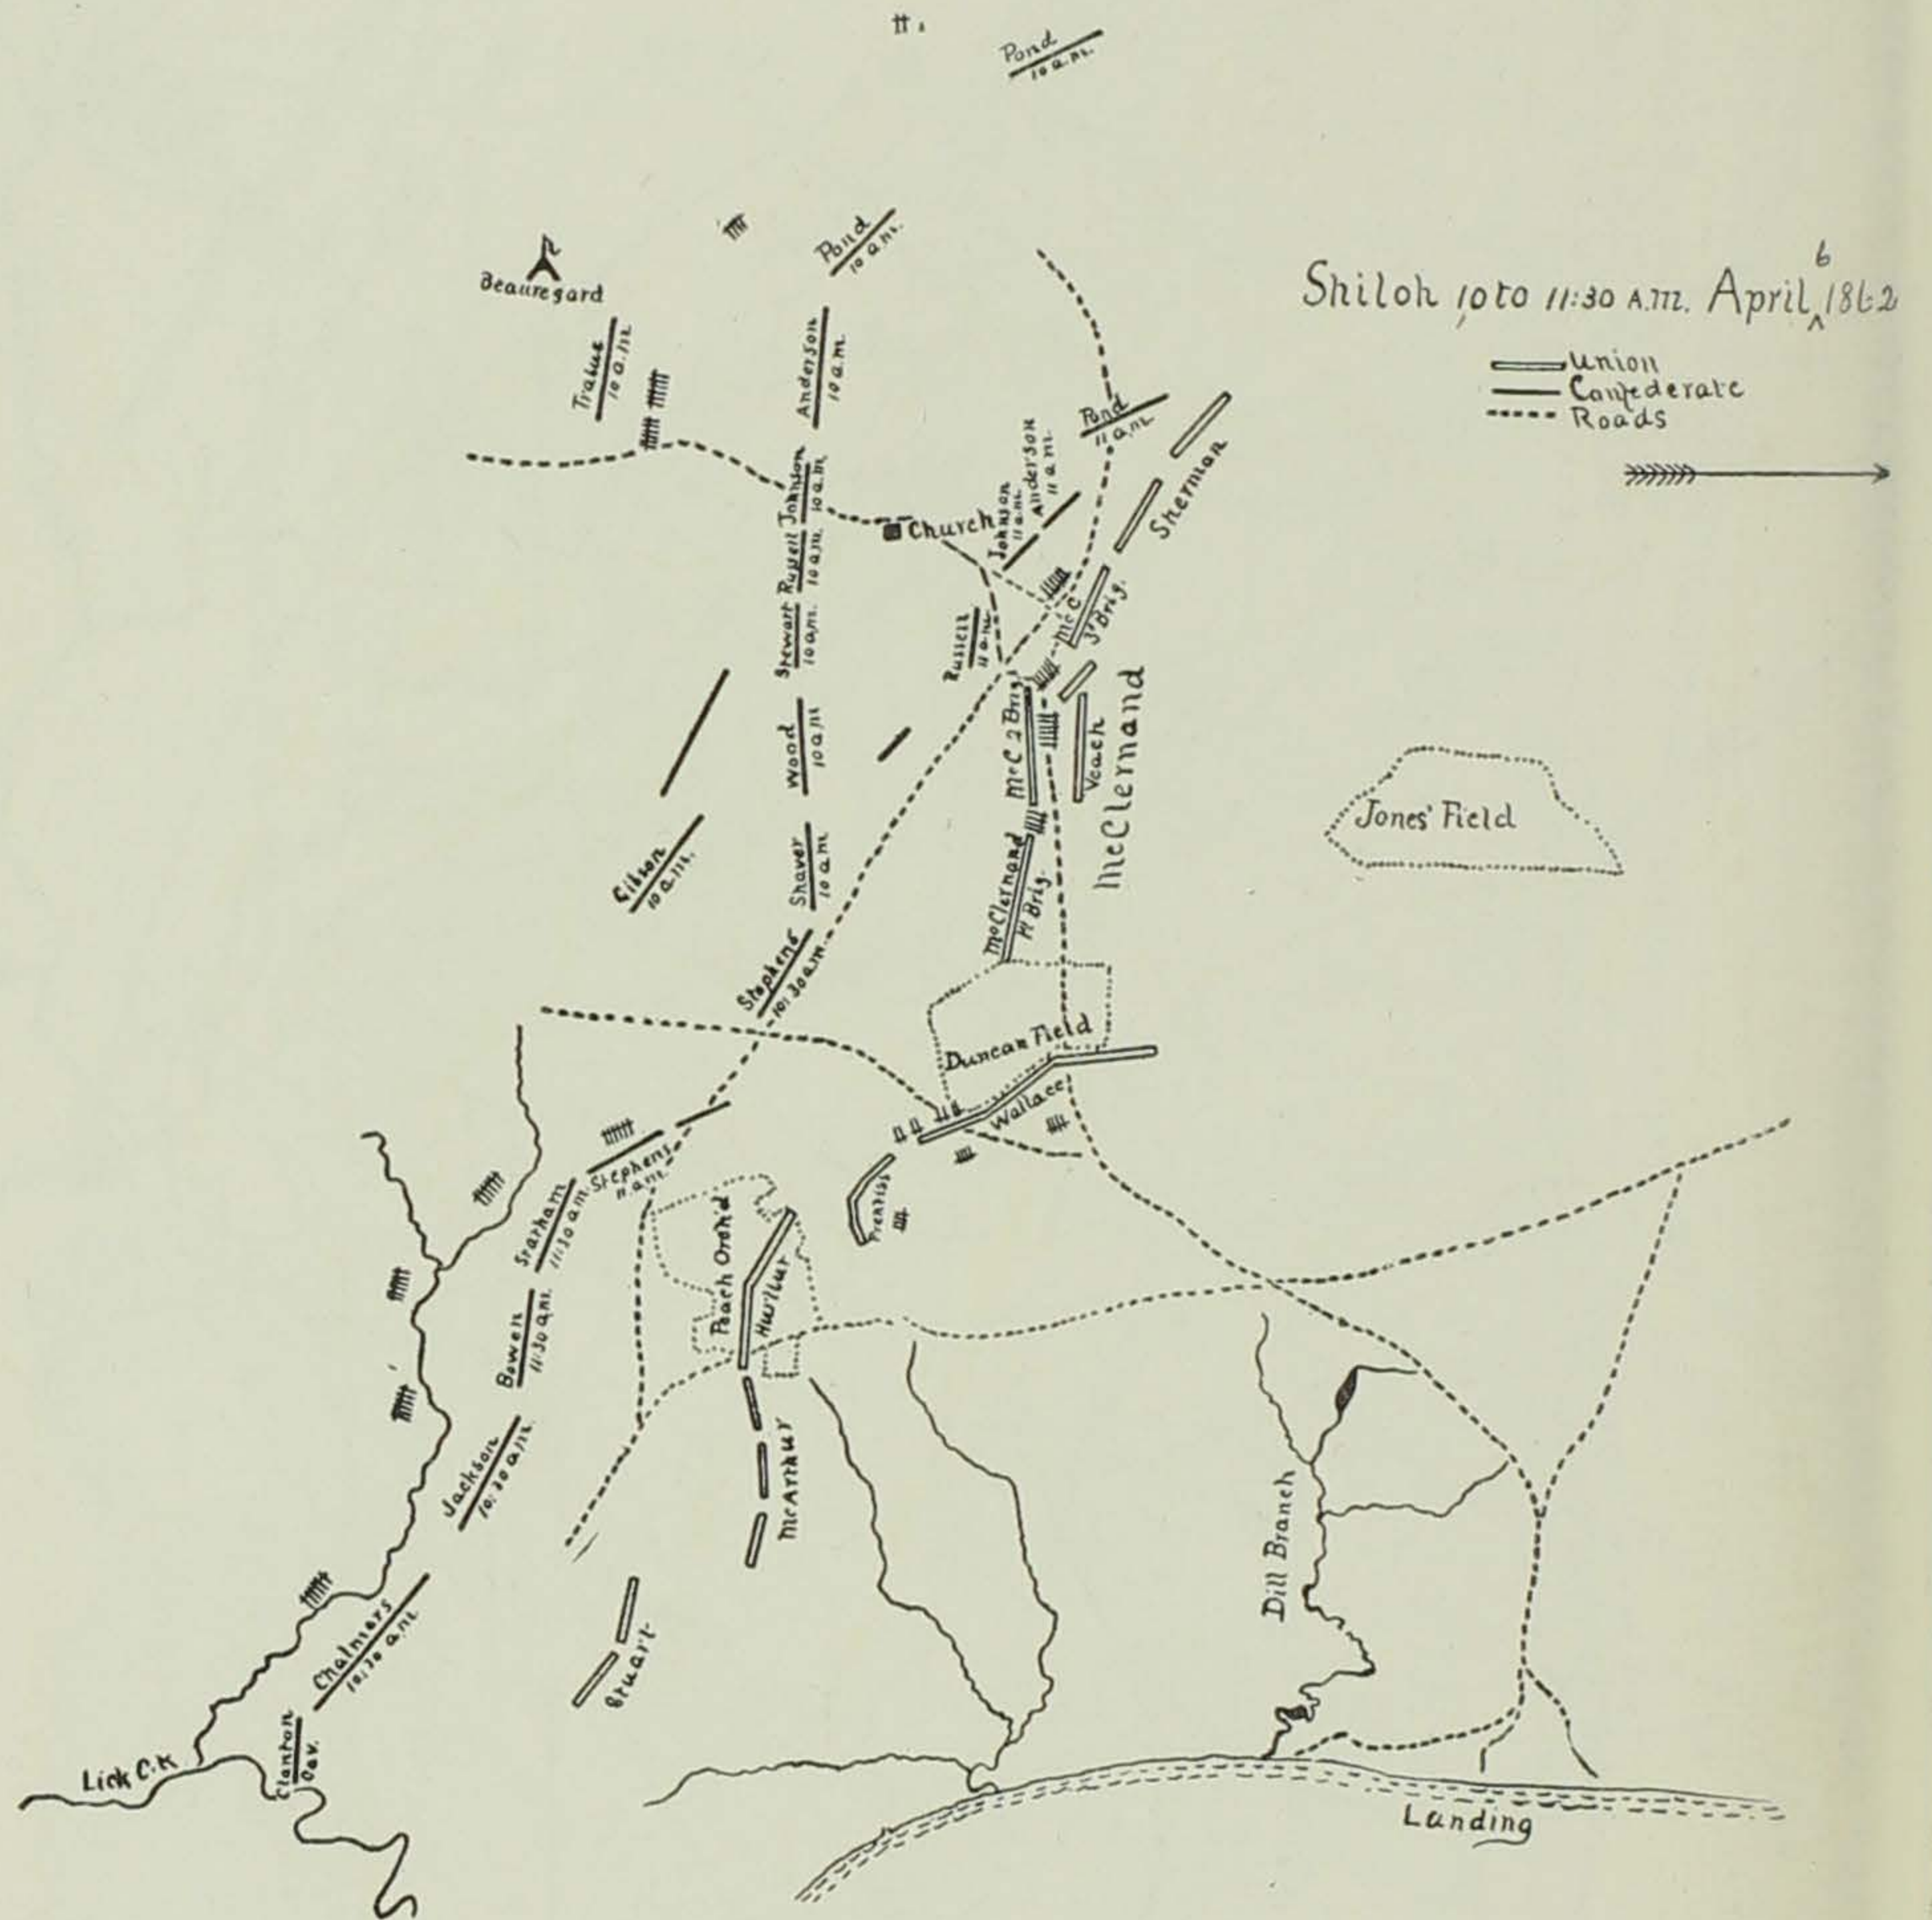 Pond
10 a.m.
Pond
10 a.m.
Beauregard
Shiloh 10 to 11:30 A.M. April 6 1862
Union
Confederate
Roads
Trabue
10 a.m.
Anderson
10 a.m.
Pond
11 a.m.
Anderson
11 a.m.
Johnson
11 a.m.
Sherman
Johnson
10 a.m.
Church
Russell
10 a.m.
Stewart
10 a.m.
Russell
11 a.m.
McC
3d Brig.
McC 2 Brig
Veach
McClernand
Wood
10 a.m
Jones' Field
Gibson
10 a.m.
Shaver
10 a.m
McClernand
1st Brig.
Stephens
10:30 a.m.
Duncan Field
Wallace
Stephens
11 a.m.
Statham
11:30 a.m.
Prentiss
Peach Orch'd
Hurlbur
Bowen
11:30 a.m.
Jackson
10:30 a.m.
McArthur
Dill Branch
Chalmers
10:30 a.m.
Stuart
Clanton
Cav.
Lick C.k
Landing